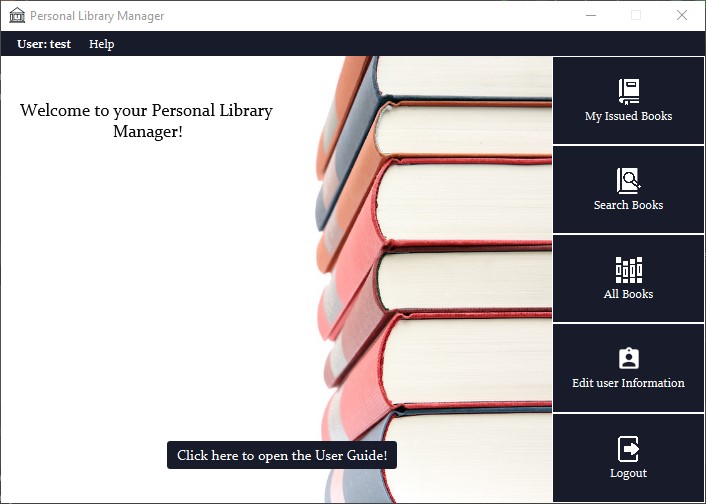 Personal Library Manager
User: test Help
Welcome to your Personal Library
Manager!
My Issued Books
Search Books
All Books
Edit user Information
Logout
Click here to open the User Guide!